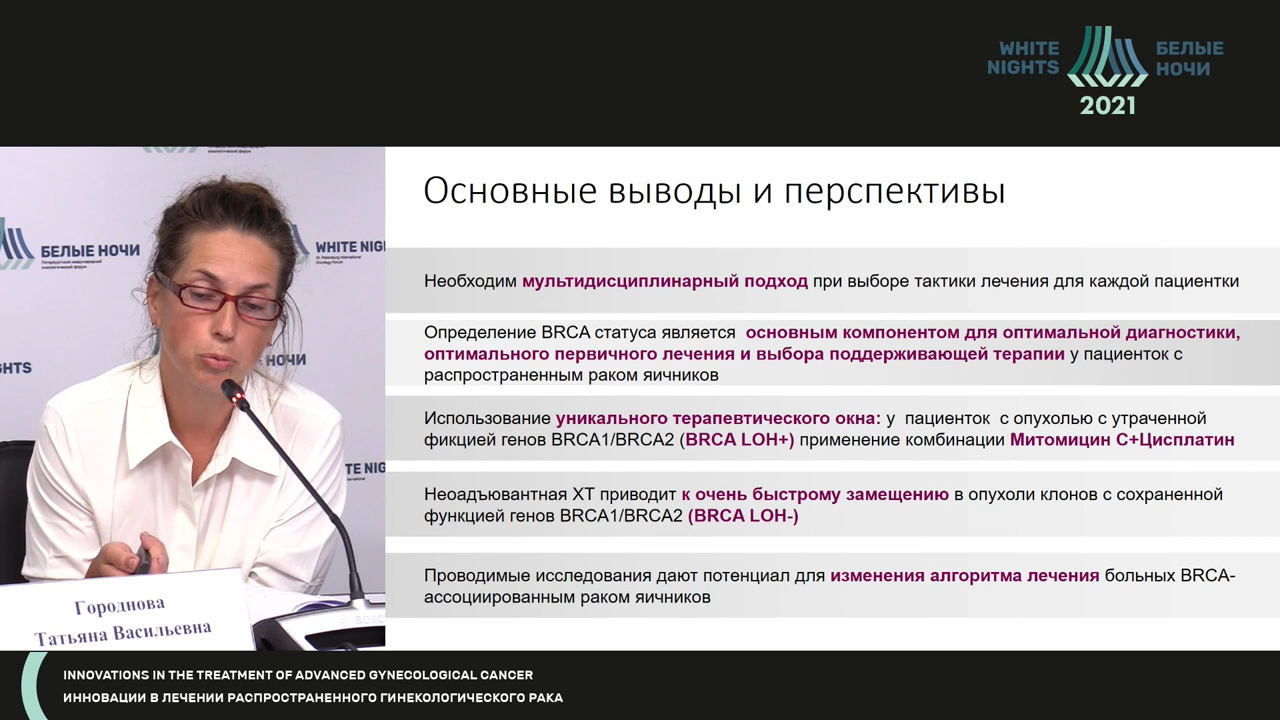 WHITE
NIGHTS
БЕЛЫЕ
НОЧИ
2021
БЕЛЫЕ НОЧИ
WHITE NIGH
НОЧИ
GHTS
TE NIG
Городнова
Татьяна Васильевна
Основные выводы и перспективы
Необходим мультидисциплинарный подход при выборе тактики лечения для каждой пациентки
Определение BRCA статуса является основным компонентом для оптимальной диагностики,
оптимального первичного лечения и выбора поддерживающей терапии у пациенток с
распространенным раком яичников
Использование уникального терапевтического окна: у пациенток с опухолью с утраченной
фикцией генов BRCA1/BRCA2 (BRCA LOH+) применение комбинации Митомицин С+Цисплатин
Неоадъювантная ХТ приводит к очень быстрому замещению в опухоли клонов с сохраненной
функцией генов BRCA1/BRCA2 (BRCA LOH-)
Проводимые исследования дают потенциал для изменения алгоритма лечения больных BRCA-
ассоциированным раком яичников
INNOVATIONS IN THE TREATMENT OF ADVANCED GYNECOLOGICAL CANCER
ИННОВАЦИИ В ЛЕЧЕНИИ РАСПРОСТРАНЕННОГО ГИНЕКОЛОГИЧЕСКОГО РАКА